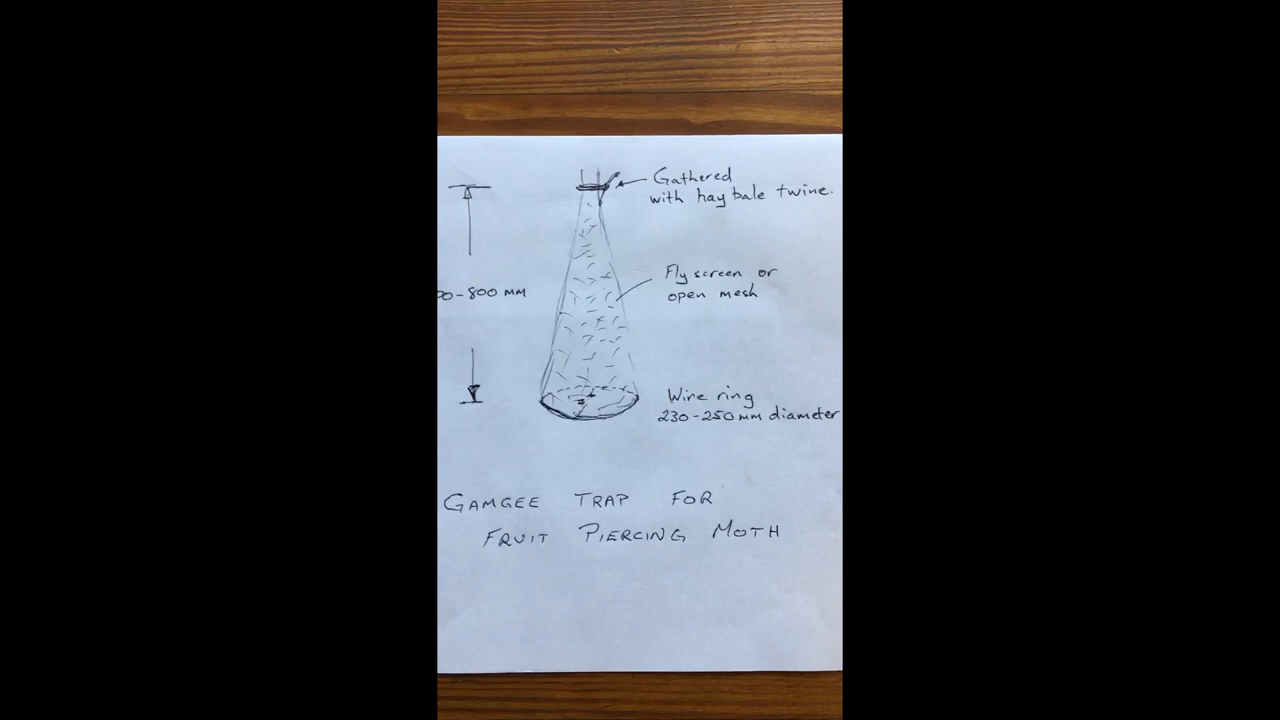 Gathered
with hay bale twine.
Fly screen or
open mesh
0-800 mm
Wire ring
230-250 mm diameter
GAMGEE TRAP FOR
FRUIT PIERCING MOTH